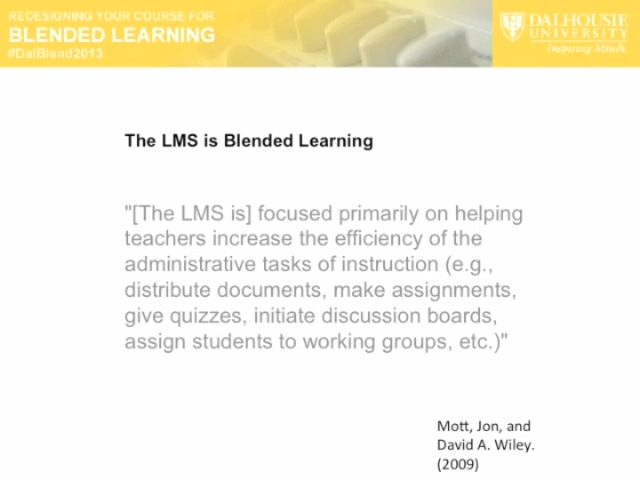 REDESIGNING YOUR COURSE FOR
BLENDED LEARNING
#DalBlend2013
DALHOUSIE
UNIVERSITY
Inspiring Minds
The LMS is Blended Learning
"[The LMS is] focused primarily on helping
teachers increase the efficiency of the
administrative tasks of instruction (e.g.,
distribute documents, make assignments,
give quizzes, initiate discussion boards,
assign students to working groups, etc.)"
Mott, Jon, and
David A. Wiley.
(2009)